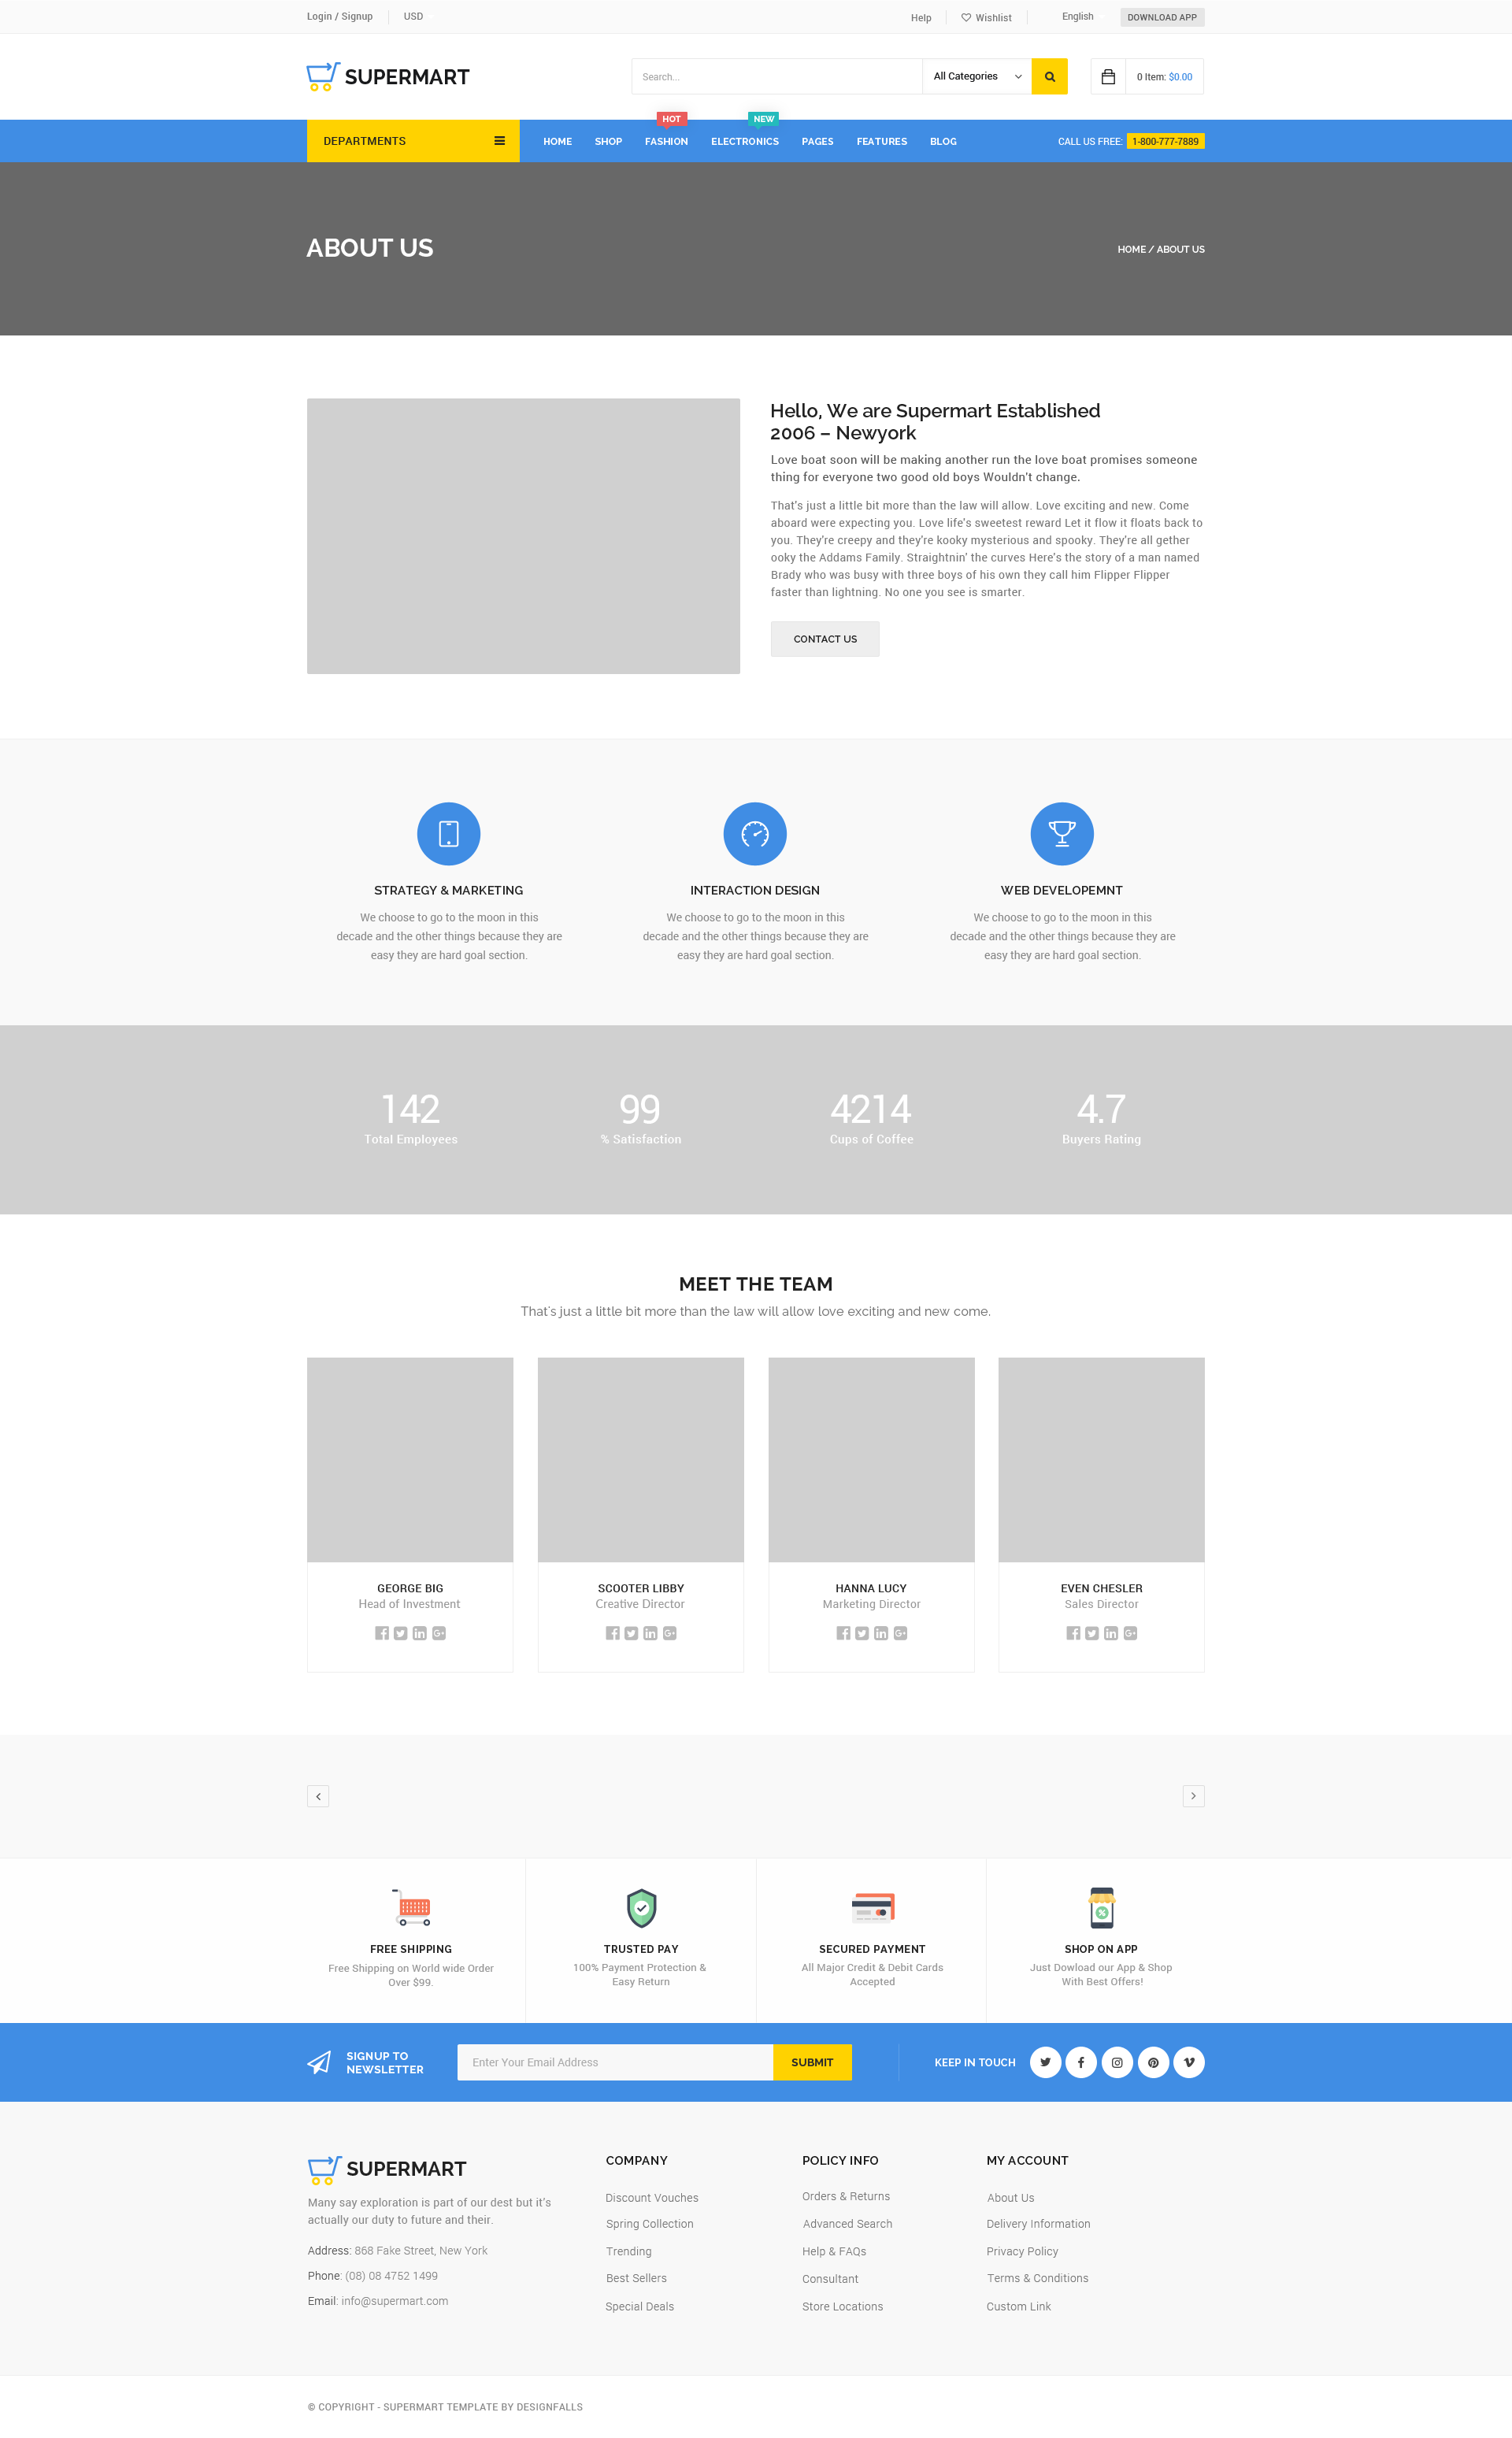 Login / Signup
USD
Help
Wishlist
English
DOWNLOAD APP
SUPERMART
Search...
All Categories
0 Item: $0.00
HOT
NEW
DEPARTMENTS
HOME
SHOP
FASHION
ELECTRONICS
PAGES
FEATURES
BLOG
CALL US FREE: 1-800-777-7889
ABOUT US
HOME / ABOUT US
Hello, We are Supermart Established
2006 – Newyork
Love boat soon will be making another run the love boat promises someone
thing for everyone two good old boys Wouldn't change.
That's just a little bit more than the law will allow. Love exciting and new. Come
aboard were expecting you. Love life's sweetest reward Let it flow it floats back to
you. They're creepy and they're kooky mysterious and spooky. They're all gether
ooky the Addams Family. Straightnin' the curves Here's the story of a man named
Brady who was busy with three boys of his own they call him Flipper Flipper
faster than lightning. No one you see is smarter.
CONTACT US
STRATEGY & MARKETING
We choose to go to the moon in this
decade and the other things because they are
easy they are hard goal section.
INTERACTION DESIGN
We choose to go to the moon in this
decade and the other things because they are
easy they are hard goal section.
WEB DEVELOPEMNT
We choose to go to the moon in this
decade and the other things because they are
easy they are hard goal section.
142
Total Employees
99
% Satisfaction
4214
Cups of Coffee
4.7
Buyers Rating
MEET THE TEAM
That's just a little bit more than the law will allow love exciting and new come.
GEORGE BIG
Head of Investment
SCOOTER LIBBY
Creative Director
HANNA LUCY
Marketing Director
EVEN CHESLER
Sales Director
FREE SHIPPING
Free Shipping on World wide Order
Over $99.
TRUSTED PAY
100% Payment Protection &
Easy Return
SECURED PAYMENT
All Major Credit & Debit Cards
Accepted
SHOP ON APP
Just Dowload our App & Shop
With Best Offers!
SIGNUP TO
NEWSLETTER
Enter Your Email Address
SUBMIT
KEEP IN TOUCH
SUPERMART
Many say exploration is part of our dest but it's
actually our duty to future and their.
Address: 868 Fake Street, New York
Phone: (08) 08 4752 1499
Email: info@supermart.com
COMPANY
Discount Vouches
Spring Collection
Trending
Best Sellers
Special Deals
POLICY INFO
Orders & Returns
Advanced Search
Help & FAQs
Consultant
Store Locations
MY ACCOUNT
About Us
Delivery Information
Privacy Policy
Terms & Conditions
Custom Link
© COPYRIGHT - SUPERMART TEMPLATE BY DESIGNFALLS